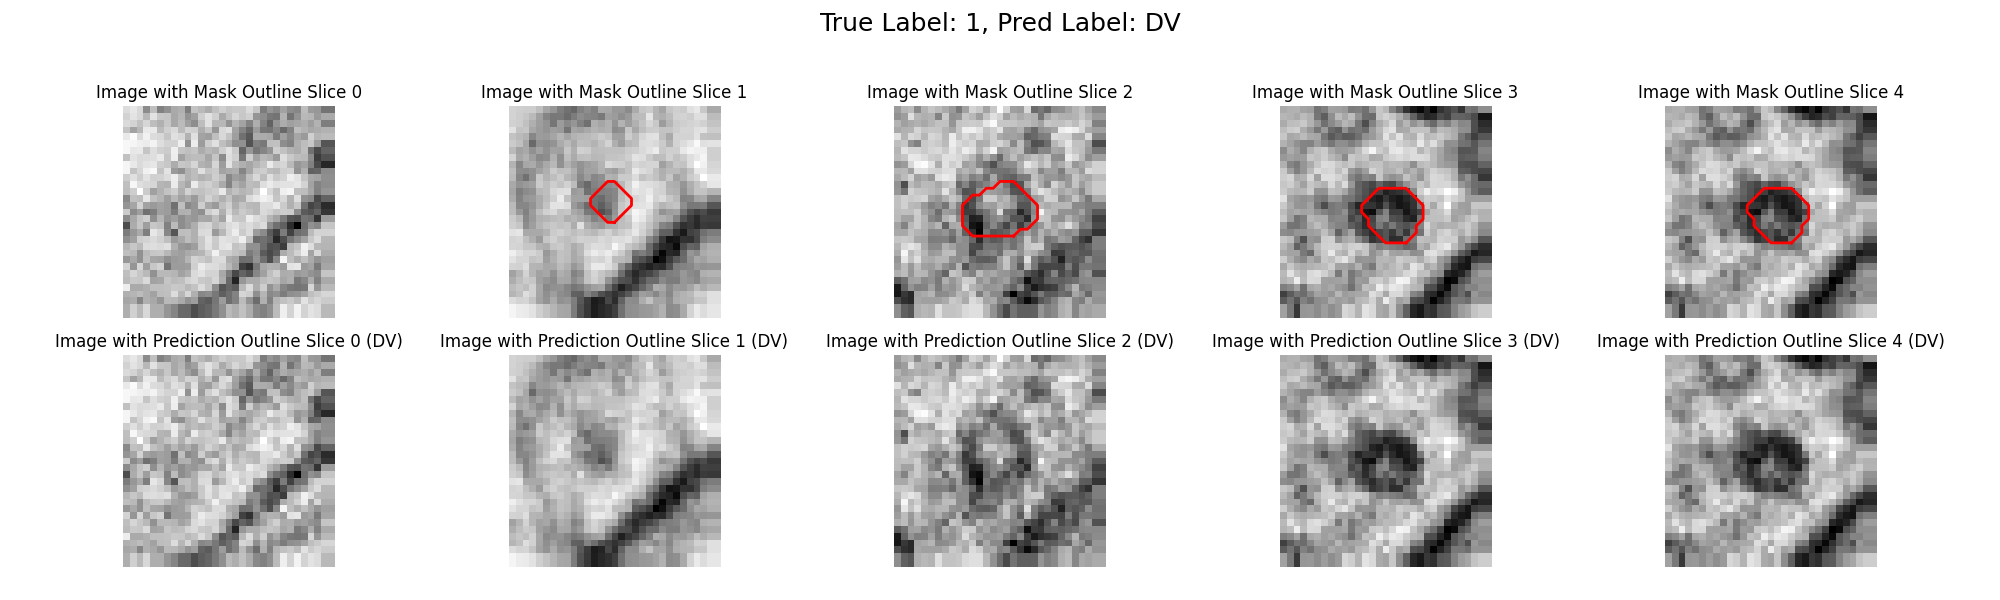 True Label: 1, Pred Label: DV
Image with Mask Outline Slice 0
Image with Mask Outline Slice 1
Image with Mask Outline Slice 2
Image with Mask Outline Slice 3
Image with Mask Outline Slice 4
Image with Prediction Outline Slice 0 (DV)
Image with Prediction Outline Slice 1 (DV)
Image with Prediction Outline Slice 2 (DV)
Image with Prediction Outline Slice 3 (DV)
Image with Prediction Outline Slice 4 (DV)